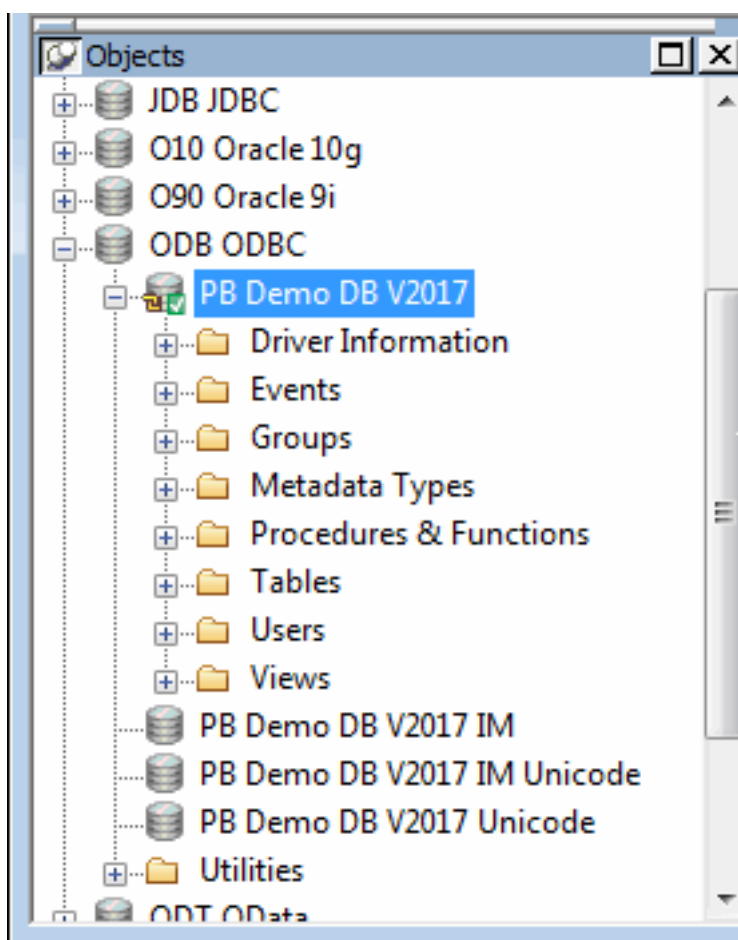 Objects
JDB JDBC
O10 Oracle 10g
O90 Oracle 9i
ODB ODBC
PB Demo DB V2017
Driver Information
Events
Groups
Metadata Types
Procedures & Functions
Tables
Users
Views
PB Demo DB V2017 IM
PB Demo DB V2017 IM Unicode
PB Demo DB V2017 Unicode
Utilities
ODT OData